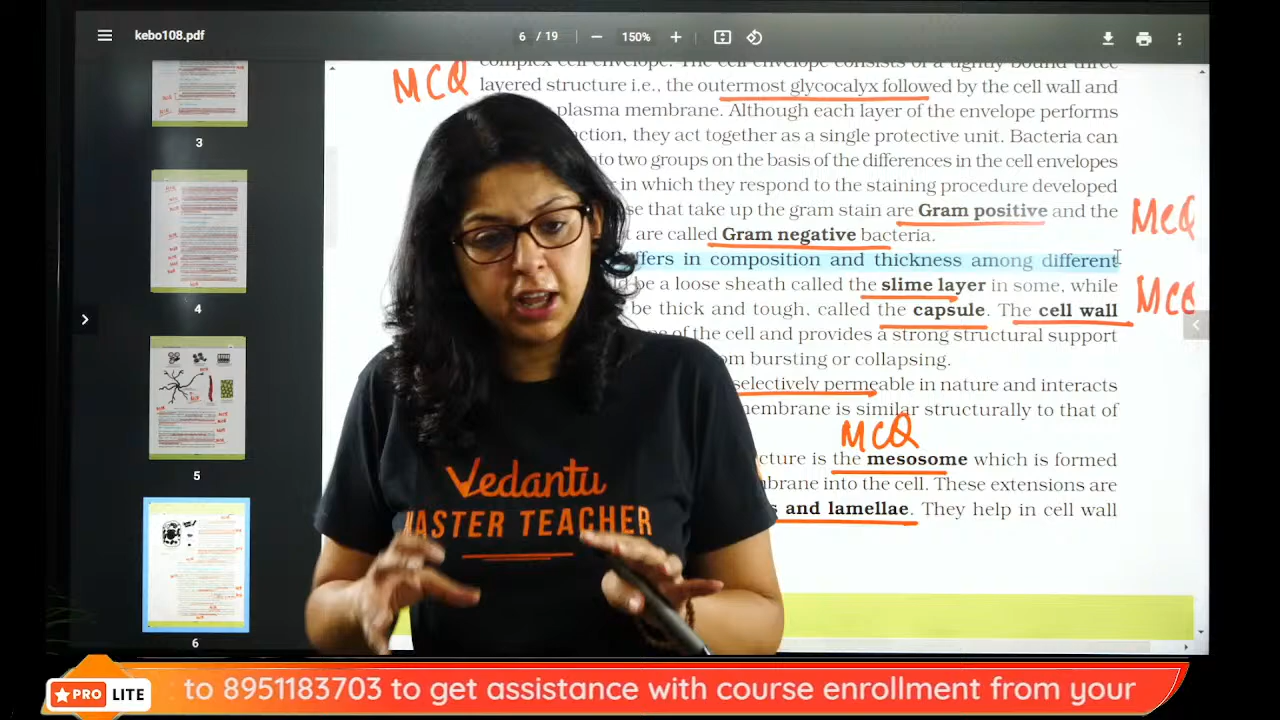 kebo108.pdf
6 / 19
150%
complex cell envelope. The cell envelope consists of a tightly bound three
MCQ
layered structure i.e., the outermost glycocalyx followed by the cell wall and
plasma membrane. Although each layer of the envelope performs
they act together as a single protective unit. Bacteria can
two groups on the basis of the differences in the cell envelopes
in which they respond to the staining procedure developed
that take up the gram stain are Gram positive and the
MCQ
are called Gram negative bacteria.
in composition and thickness among different
be a loose sheath called the slime layer in some, while
MCQ
be thick and tough, called the capsule. The cell wall
of the cell and provides a strong structural support
bursting or collapsing.
selectively permeable in nature and interacts
membrane is similar structurally to that of
MCQ
is the mesosome which is formed
into the cell. These extensions are
and lamellae. They help in cell wall
3
4
5
6
Vedantu
MASTER TEACHER
PRO LITE
to 8951183703 to get assistance with course enrollment from your